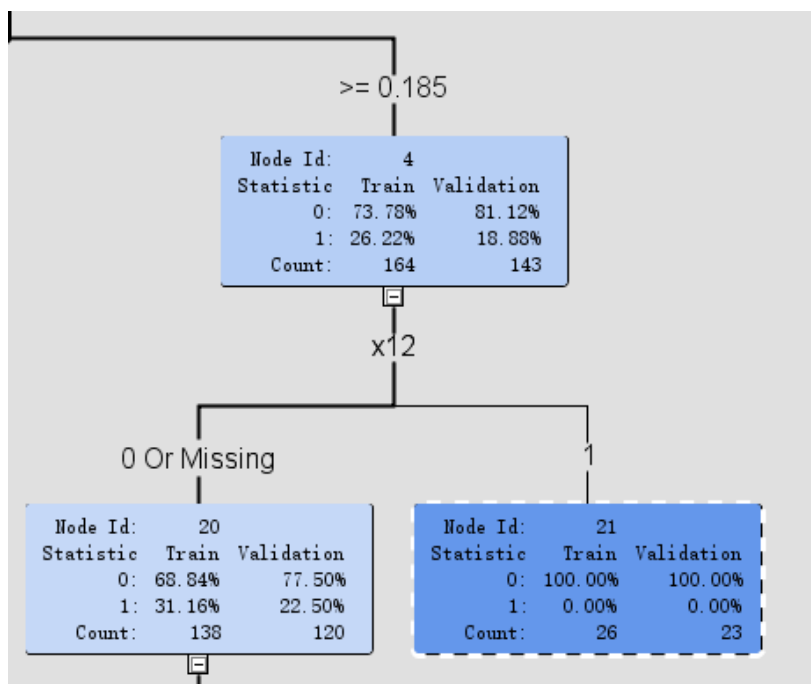 >= 0.185
Node Id: 4
Statistic Train Validation
0: 73.78% 81.12%
1: 26.22% 18.88%
Count: 164 143
x12
0 Or Missing
1
Node Id: 20
Statistic Train Validation
0: 68.84% 77.50%
1: 31.16% 22.50%
Count: 138 120
Node Id: 21
Statistic Train Validation
0: 100.00% 100.00%
1: 0.00% 0.00%
Count: 26 23